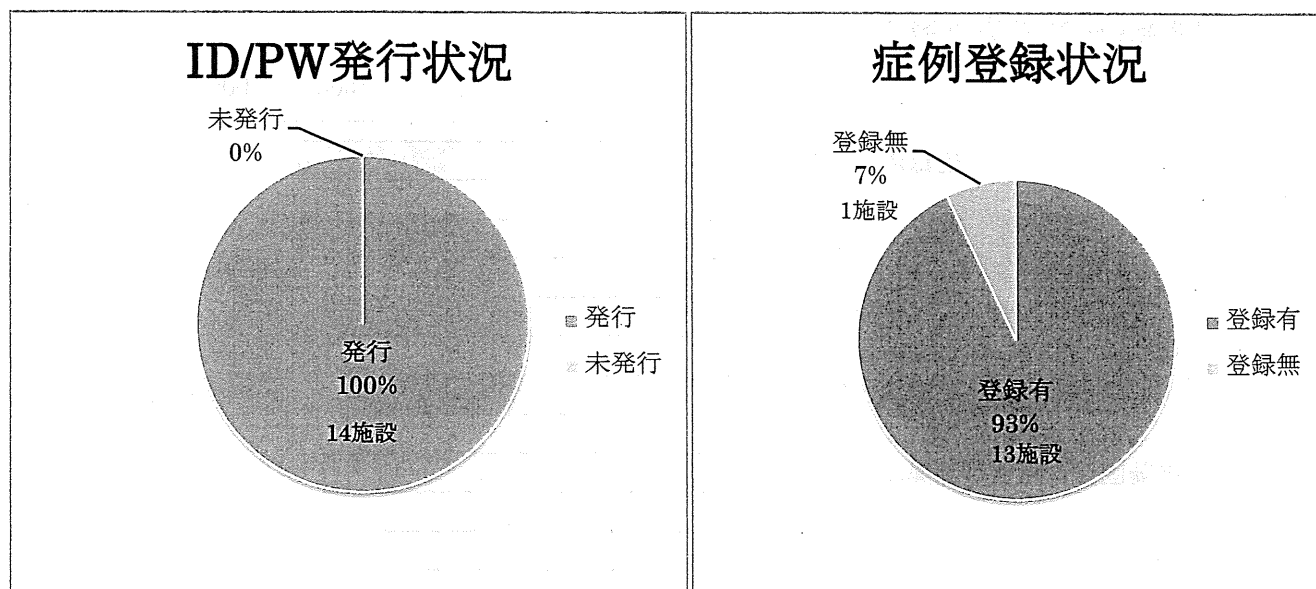 ID/PW発行状況
未発行
0%
発行
100%
14施設
発行
未発行
症例登録状況
登録無
7%
1施設
登録有
93%
13施設
登録有
登録無